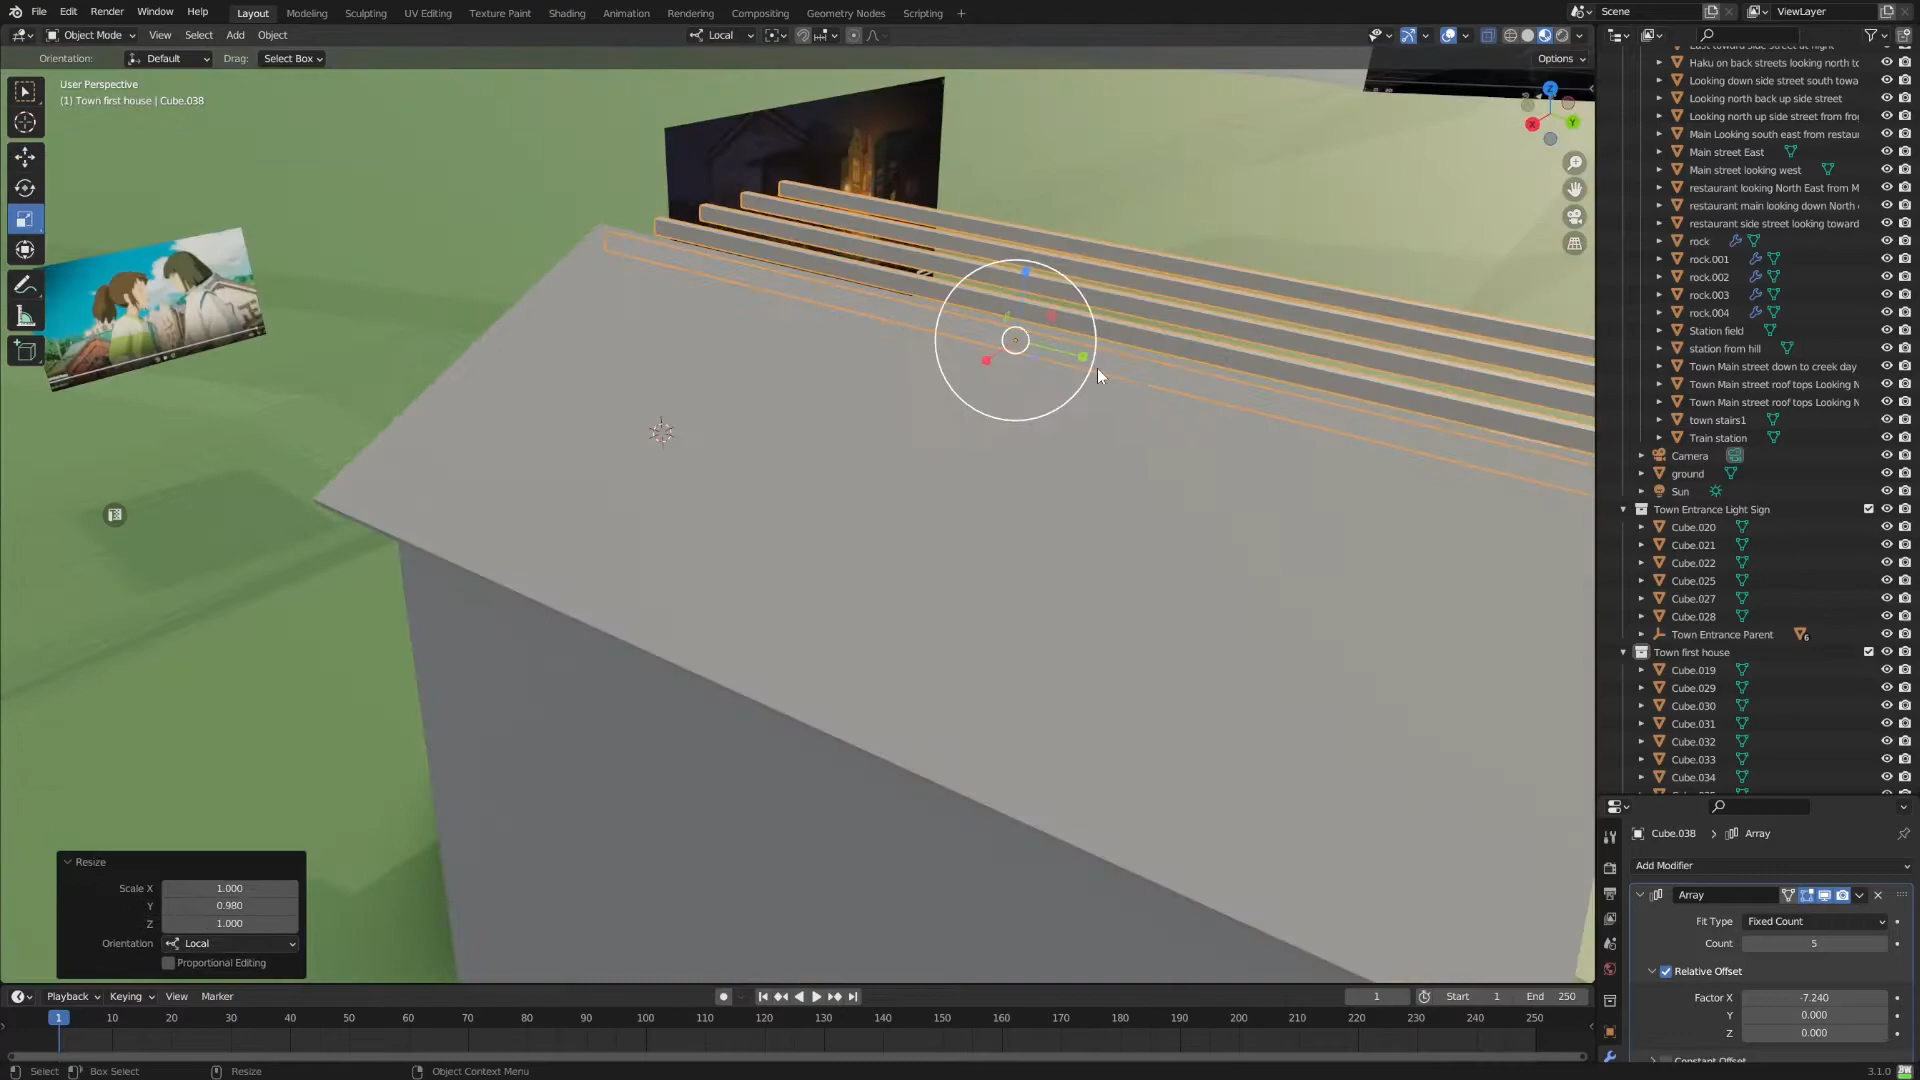 File Edit Render Window Help Layout Modeling Sculpting UV Editing Texture Paint Shading Animation Rendering Compositing Geometry Nodes Scripting + Scene ViewLayer
Object Mode View Select Add Object Local
Orientation: Default Drag: Select Box Options
User Perspective
(1) Town first house | Cube.038
Z
X
Y
Haku on back streets looking north to
Looking down side street south towa
Looking north back up side street
Looking north up side street from fro
Main Looking south east from restaur
Main street East
Main street looking west
restaurant looking North East from M
restaurant main looking down North
restaurant side street looking toward
rock
rock.001
rock.002
rock.003
rock.004
Station field
station from hill
Town Main street down to creek day
Town Main street roof tops Looking N
Town Main street roof tops Looking N
town stairs1
Train station
Camera
ground
Sun
Town Entrance Light Sign
Cube.020
Cube.021
Cube.022
Cube.025
Cube.027
Cube.028
Town Entrance Parent 6
Town first house
Cube.019
Cube.029
Cube.030
Cube.031
Cube.032
Cube.033
Cube.034
Cube.038 > Array
Add Modifier
Array
Fit Type Fixed Count
Count 5
Relative Offset
Factor X -7.240
Y 0.000
Z 0.000
Constant Offset
Resize
Scale X 1.000
Y 0.980
Z 1.000
Orientation Local
Proportional Editing
Playback Keying View Marker 1 Start 1 End 250
1 10 20 30 40 50 60 70 80 90 100 110 120 130 140 150 160 170 180 190 200 210 220 230 240 250
Select Box Select Resize Object Context Menu 3.1.0